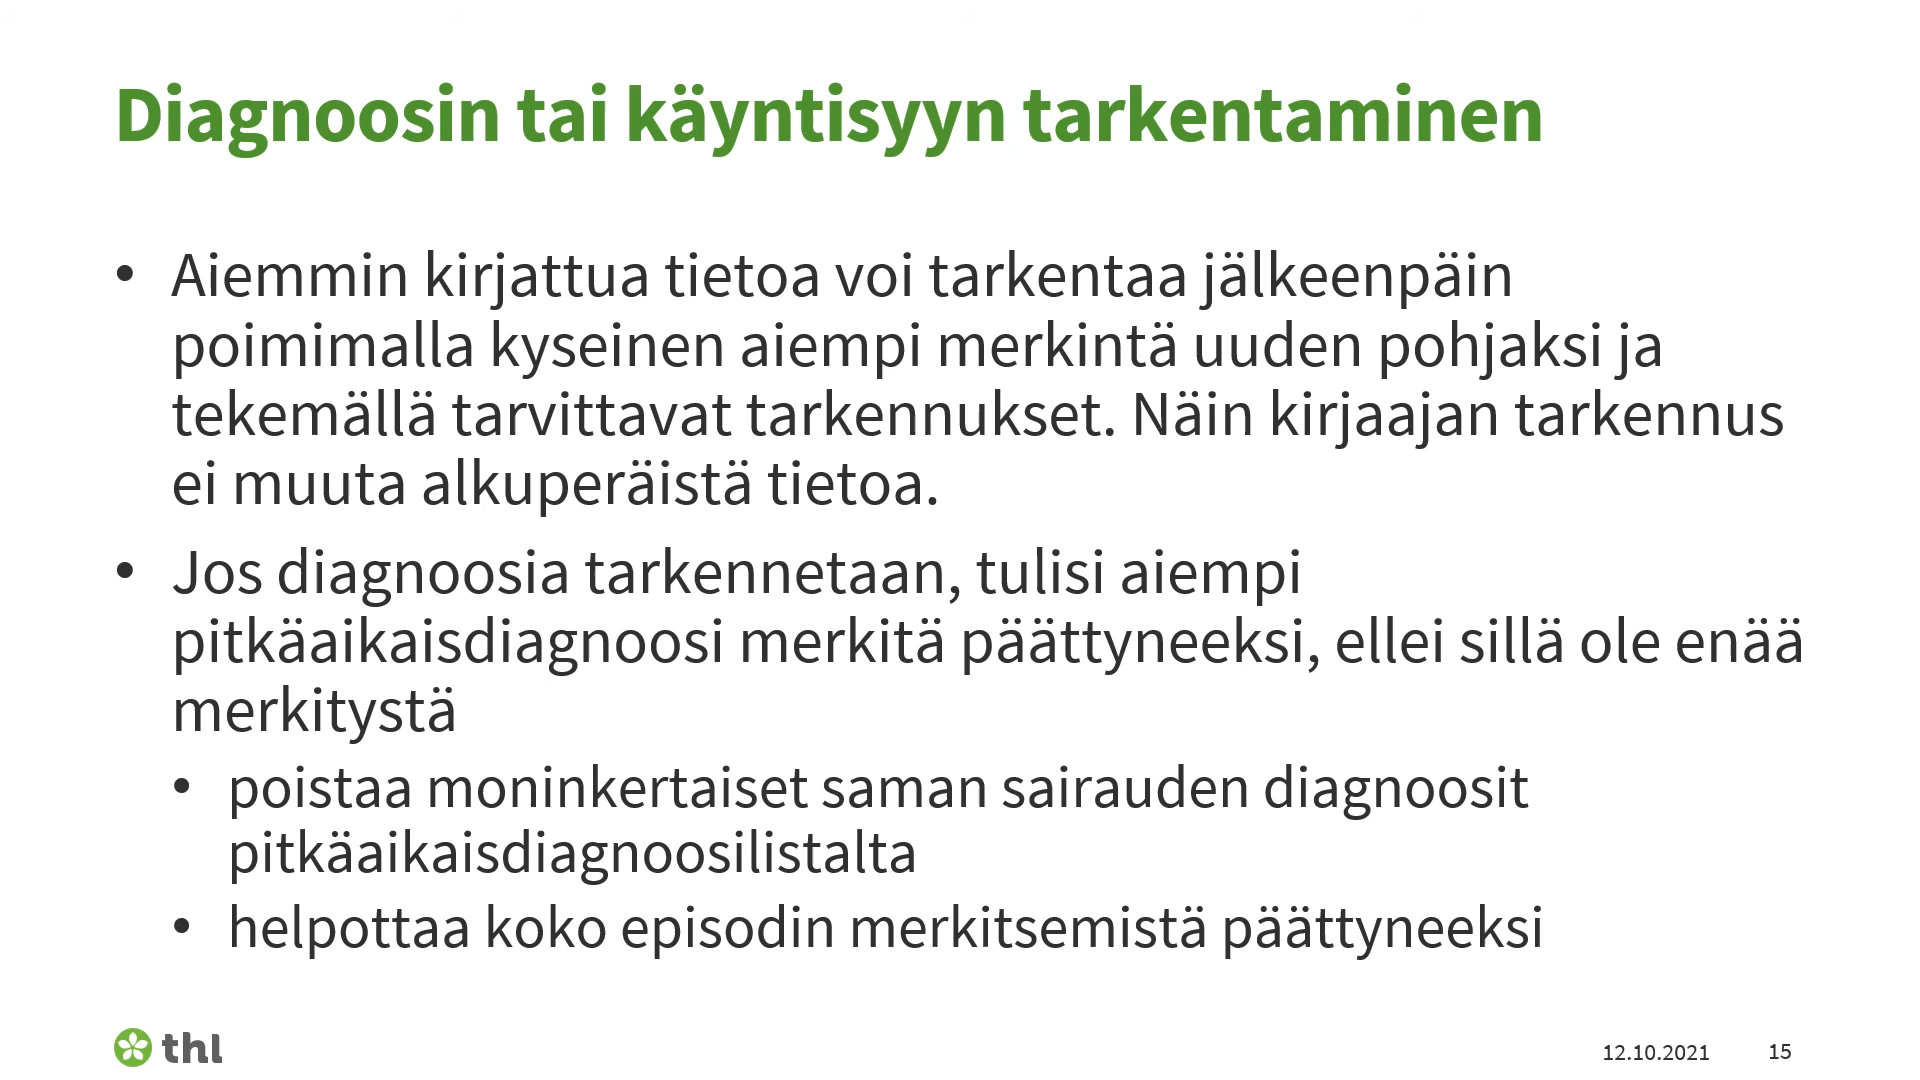 Diagnoosin tai käyntisyyn tarkentaminen
• Aiemmin kirjattua tietoa voi tarkentaa jälkeenpäin
poimimalla kyseinen aiempi merkintä uuden pohjaksi ja
tekemällä tarvittavat tarkennukset. Näin kirjaajan tarkennus
ei muuta alkuperäistä tietoa.
• Jos diagnoosia tarkennetaan, tulisi aiempi
pitkäaikaisdiagnoosi merkitä päättyneeksi, ellei sillä ole enää
merkitystä
• poistaa moninkertaiset saman sairauden diagnoosit
pitkäaikaisdiagnoosilistalta
• helpottaa koko episodin merkitsemistä päättyneeksi
thl
12.10.2021 15